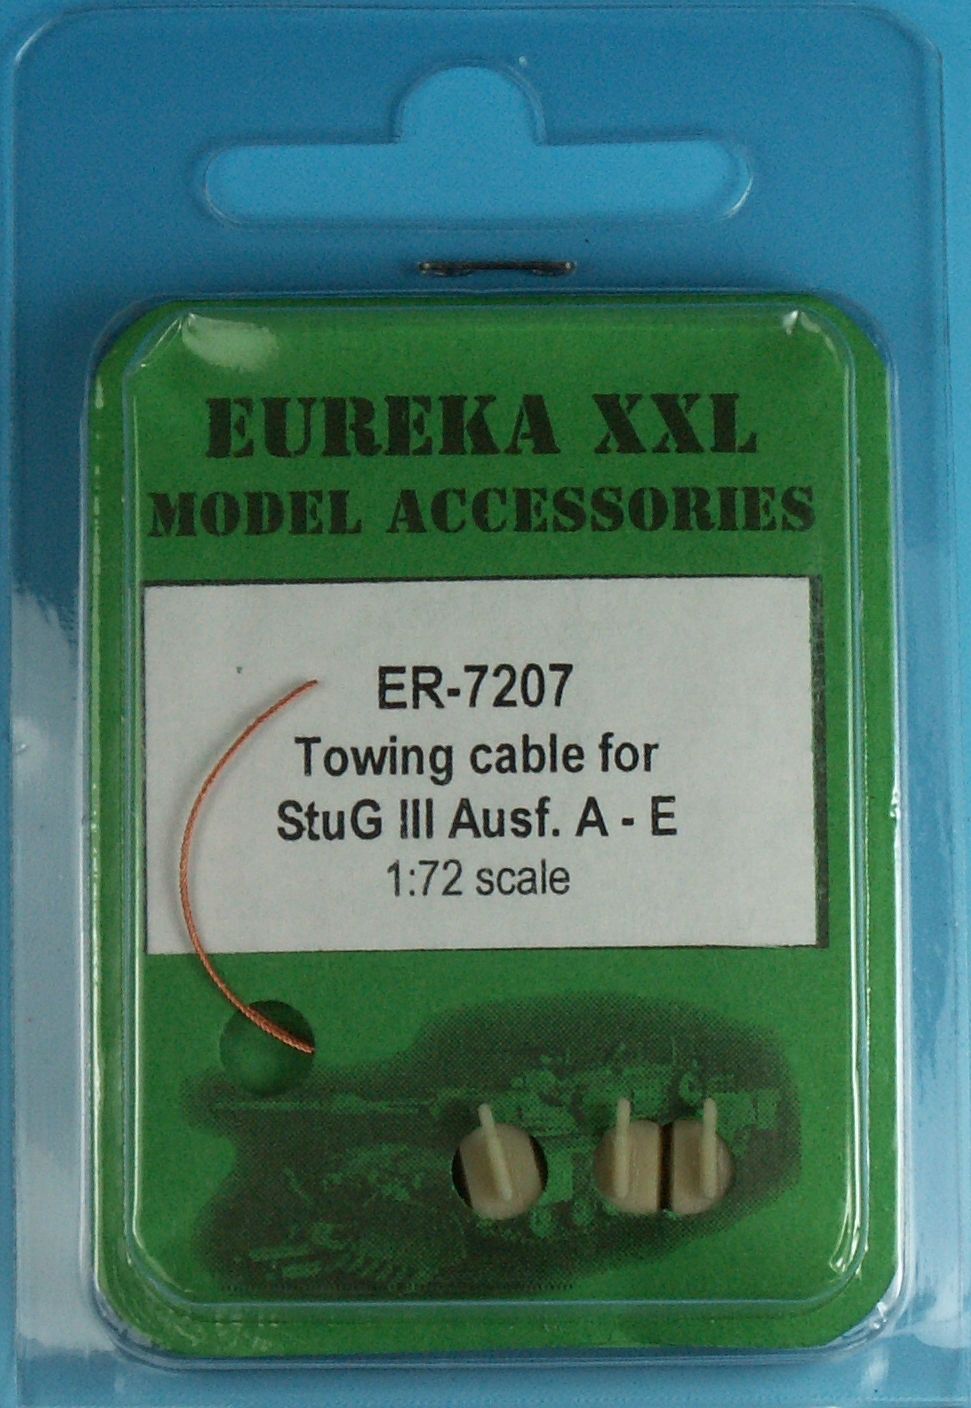 EUREKA XXL
MODEL ACCESSORIES
ER-7207
Towing cable for
StuG III Ausf. A - E
1:72 scale